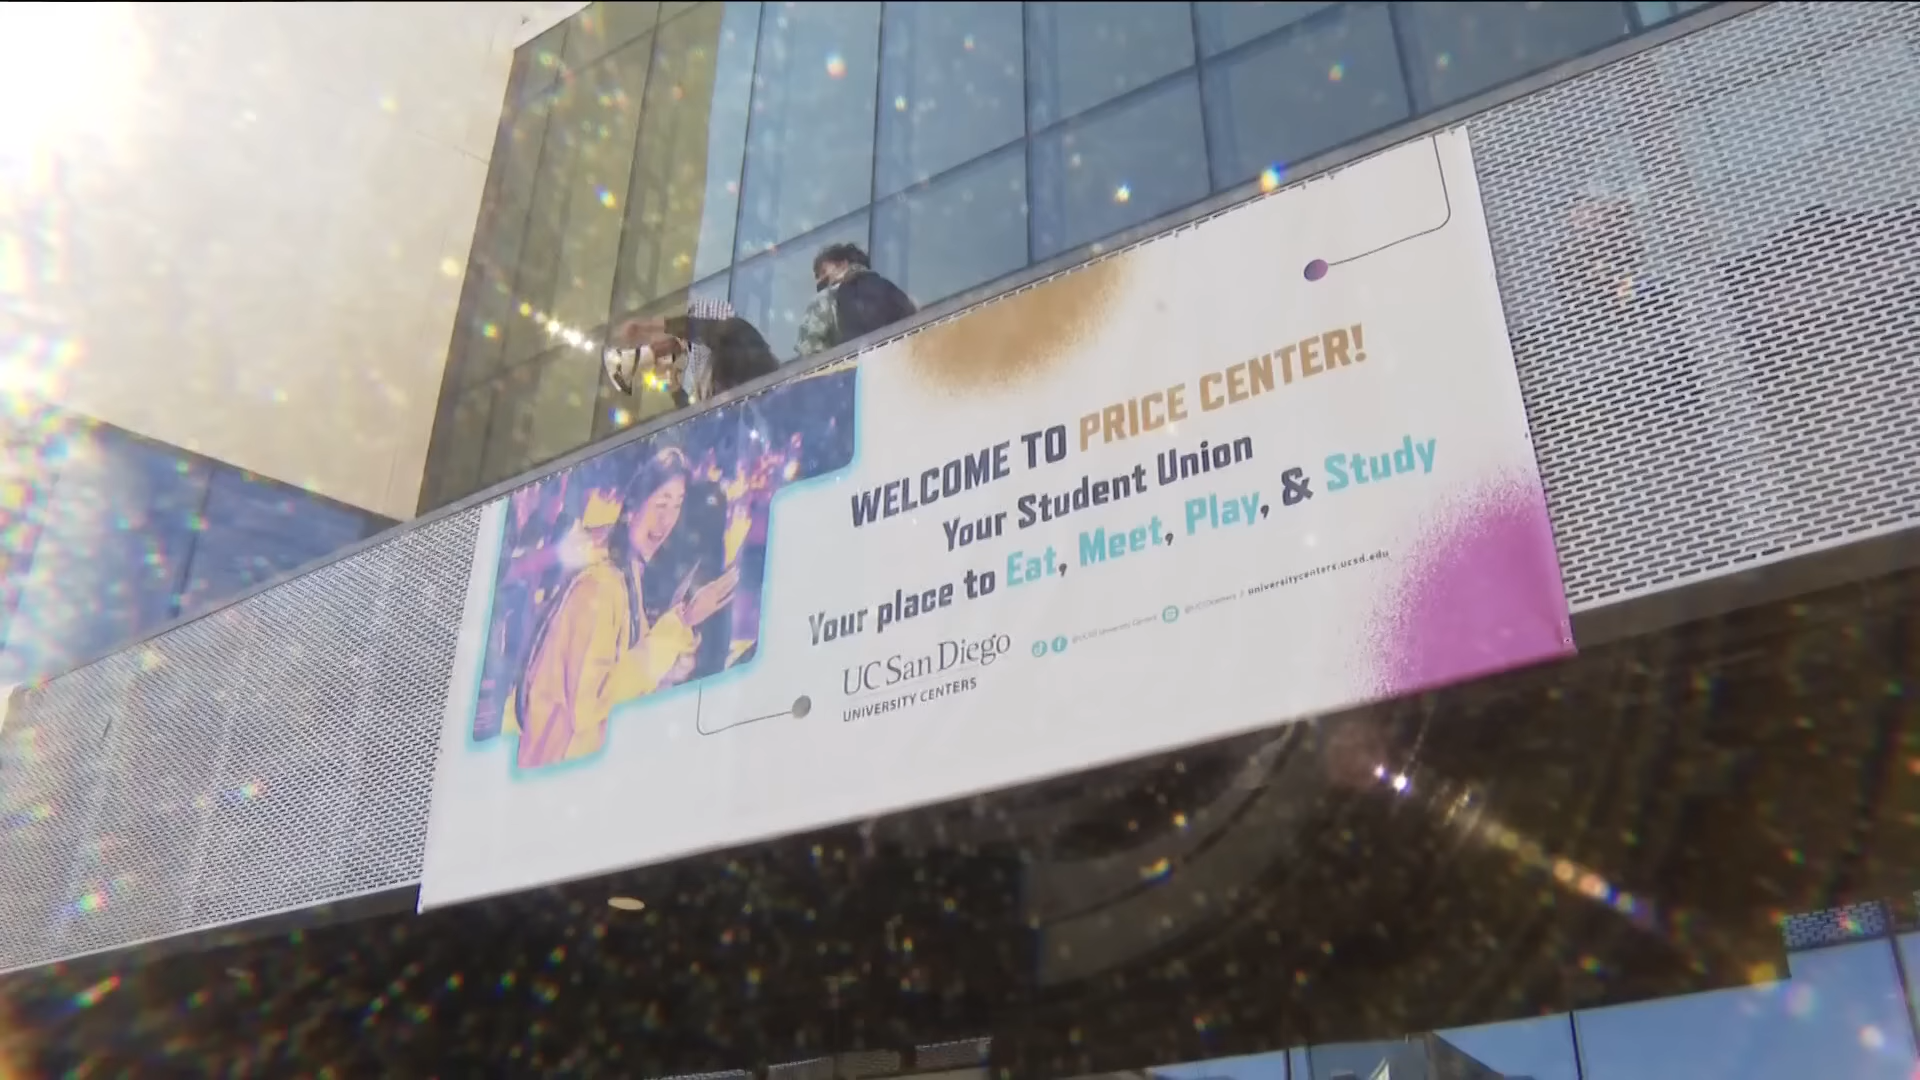 WELCOME TO PRICE CENTER!
Your Student Union
Your place to Eat, Meet, Play, & Study
UC San Diego
UNIVERSITY CENTERS
universitycenters.ucsd.edu